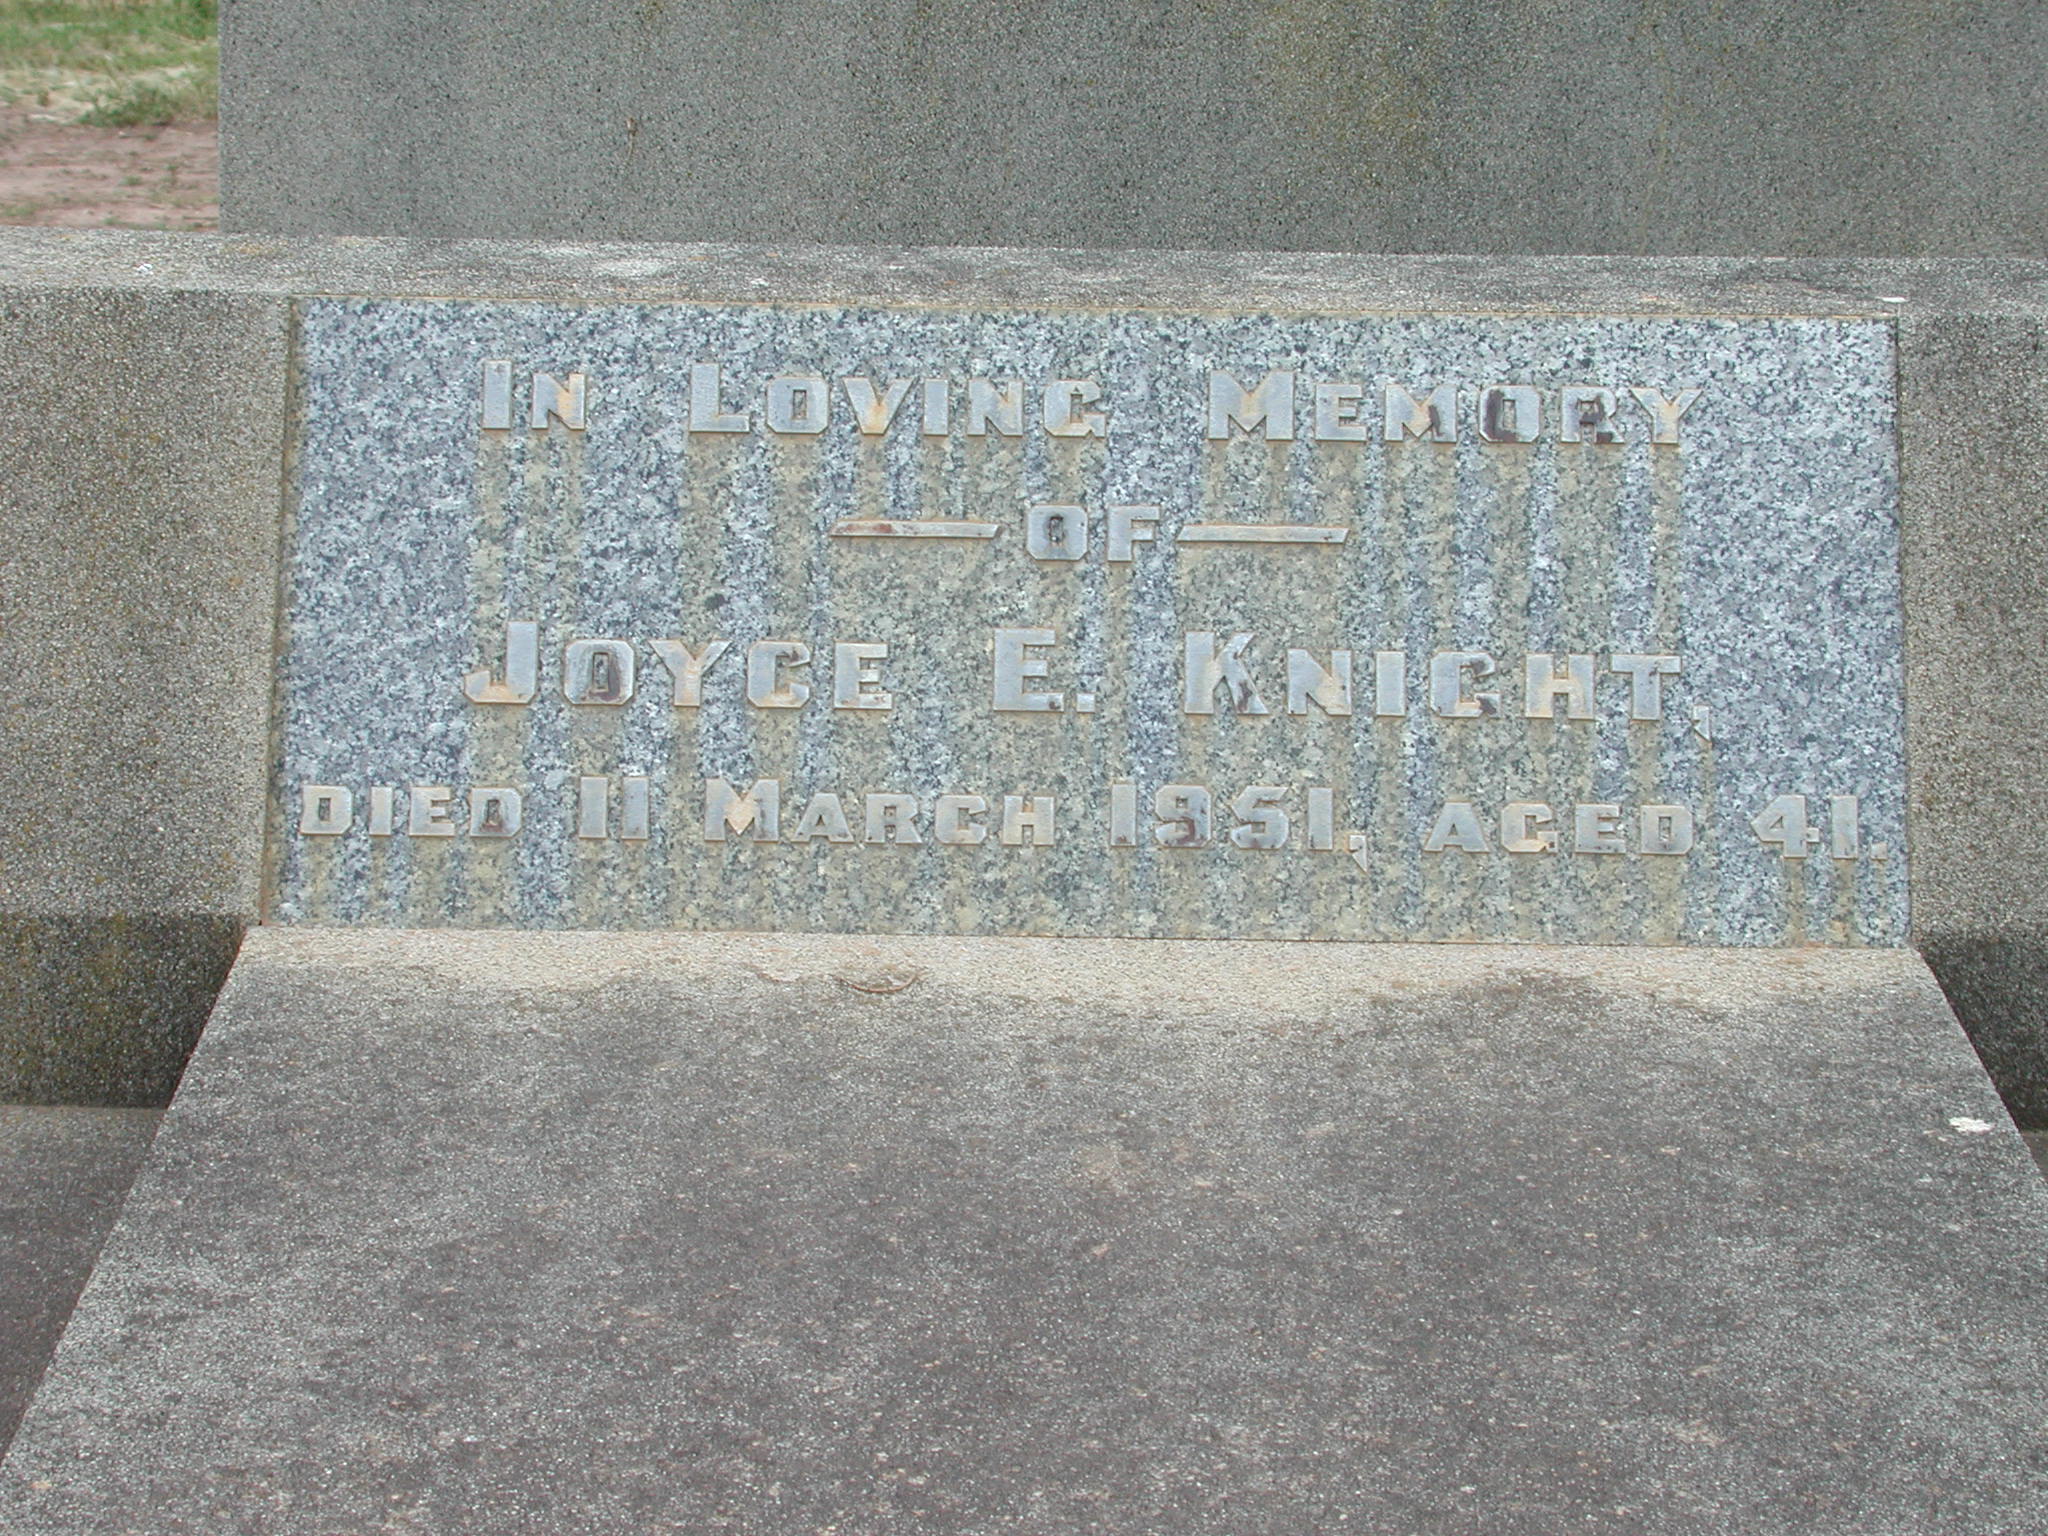 In Loving Memory
— of —
Joyce E. Knight,
died 11 March 1951, aged 41.